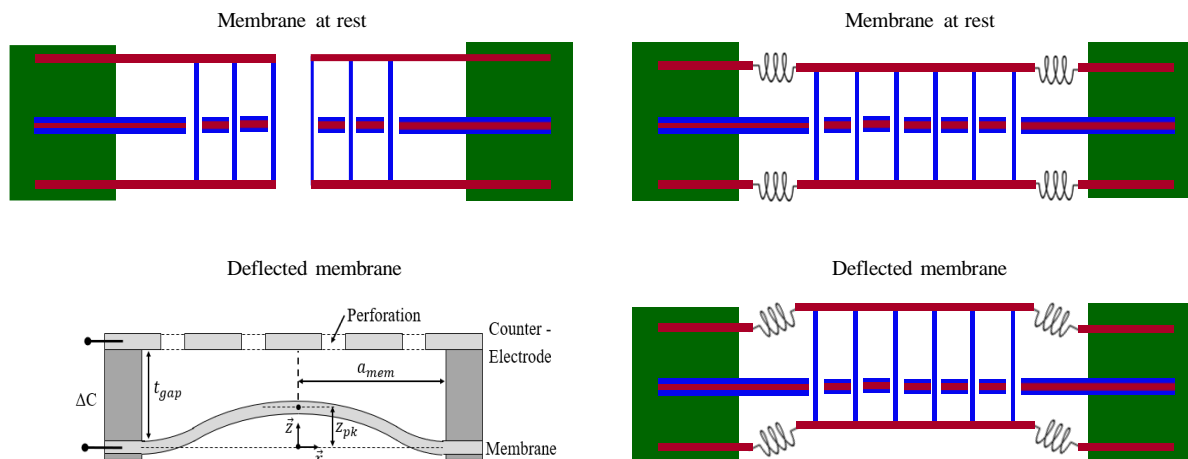 Membrane at rest
Membrane at rest
Deflected membrane
Deflected membrane
Perforation
Counter -
Electrode
a_mem
t_gap
ΔC
z_pk
z⃗
Membrane